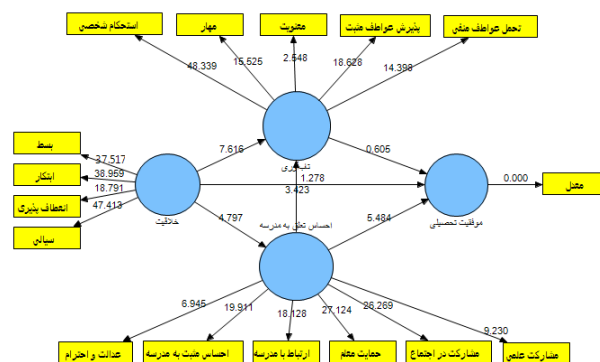 استحکام شخصی
مهار
معنویت
پذیرش عواطف مثبت
تحمل عواطف منفی
48.339
15.525
2.548
18.628
14.398
بسط
ابتکار
انعطاف پذیری
سیالی
37.517
38.959
18.791
47.413
خلاقیت
7.616
تاب آوری
0.605
1.278
3.423
4.797
احساس تعلق به مدرسه
5.484
موفقیت تحصیلی
0.000
معدل
6.945
19.911
18.128
27.124
26.269
9.230
عدالت و احترام
احساس مثبت به مدرسه
ارتباط با مدرسه
حمایت معلم
مشارکت در اجتماع
مشارکت علمی